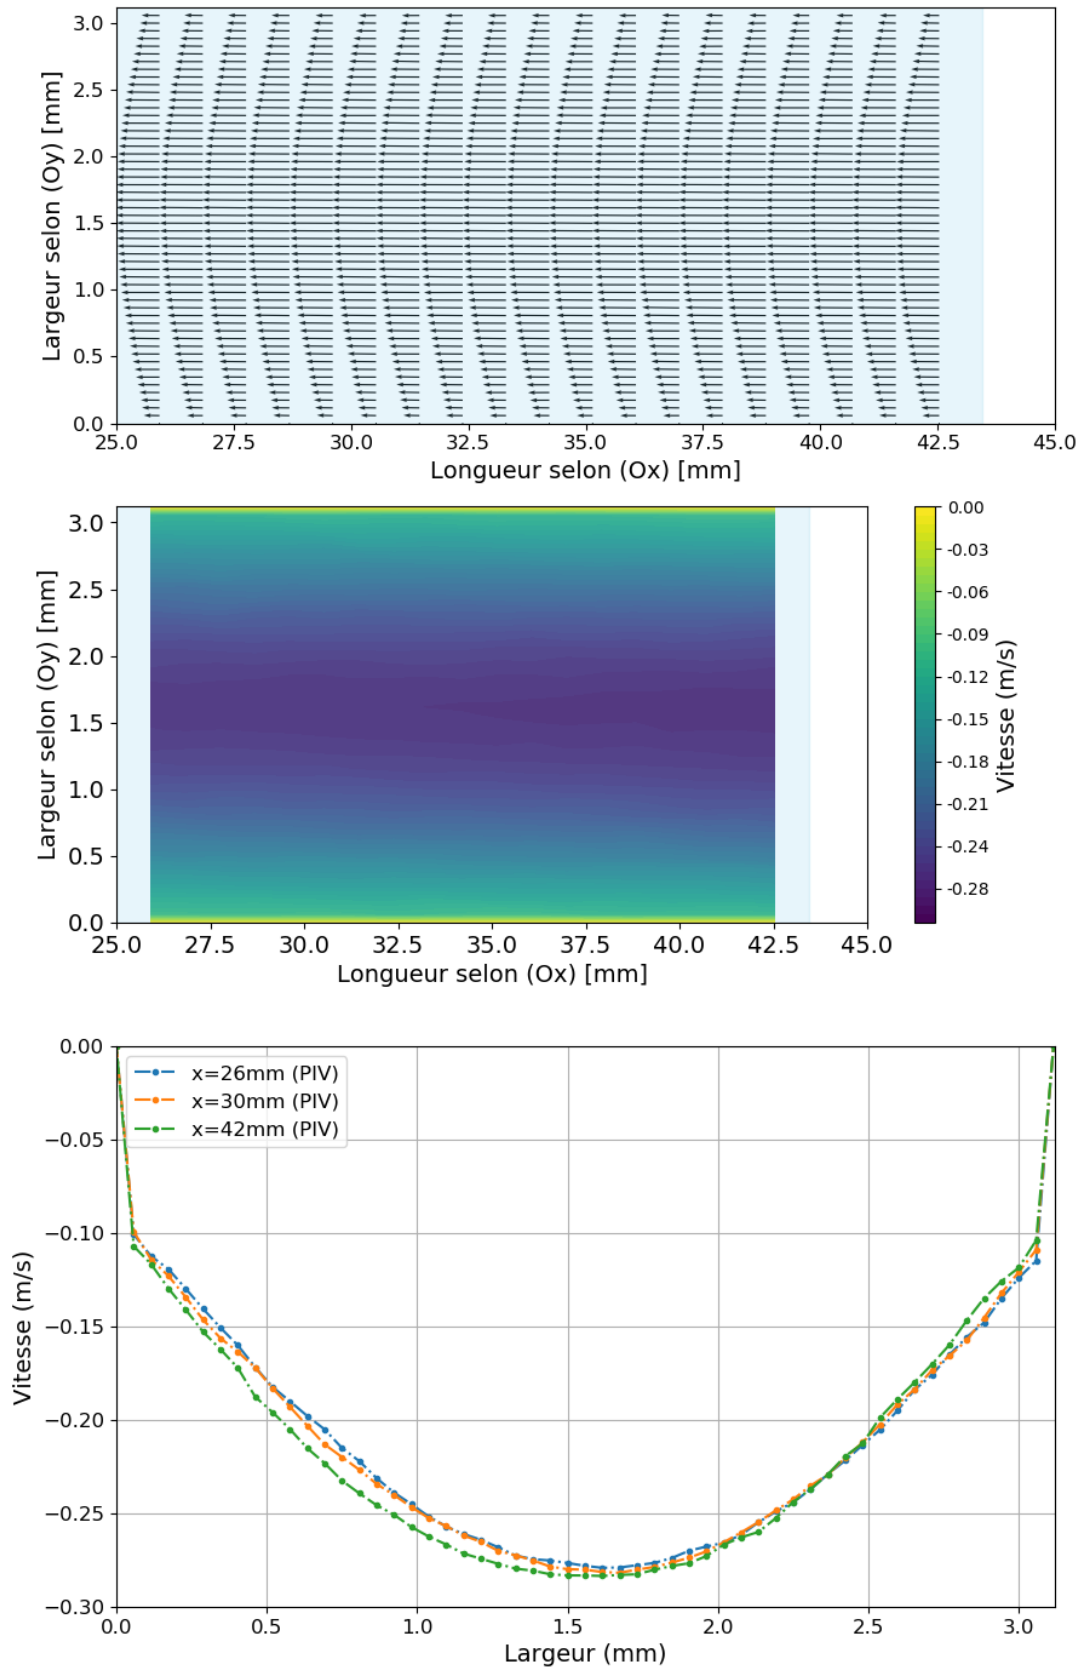 3.0
2.5
2.0
1.5
1.0
0.5
0.0
Largeur selon (Oy) [mm]
25.0 27.5 30.0 32.5 35.0 37.5 40.0 42.5 45.0
Longueur selon (Ox) [mm]
3.0
2.5
2.0
1.5
1.0
0.5
0.0
Largeur selon (Oy) [mm]
25.0 27.5 30.0 32.5 35.0 37.5 40.0 42.5 45.0
Longueur selon (Ox) [mm]
0.00
-0.03
-0.06
-0.09
-0.12
-0.15
-0.18
-0.21
-0.24
-0.28
Vitesse (m/s)
0.00
−0.05
−0.10
−0.15
−0.20
−0.25
−0.30
Vitesse (m/s)
x=26mm (PIV)
x=30mm (PIV)
x=42mm (PIV)
0.0 0.5 1.0 1.5 2.0 2.5 3.0
Largeur (mm)